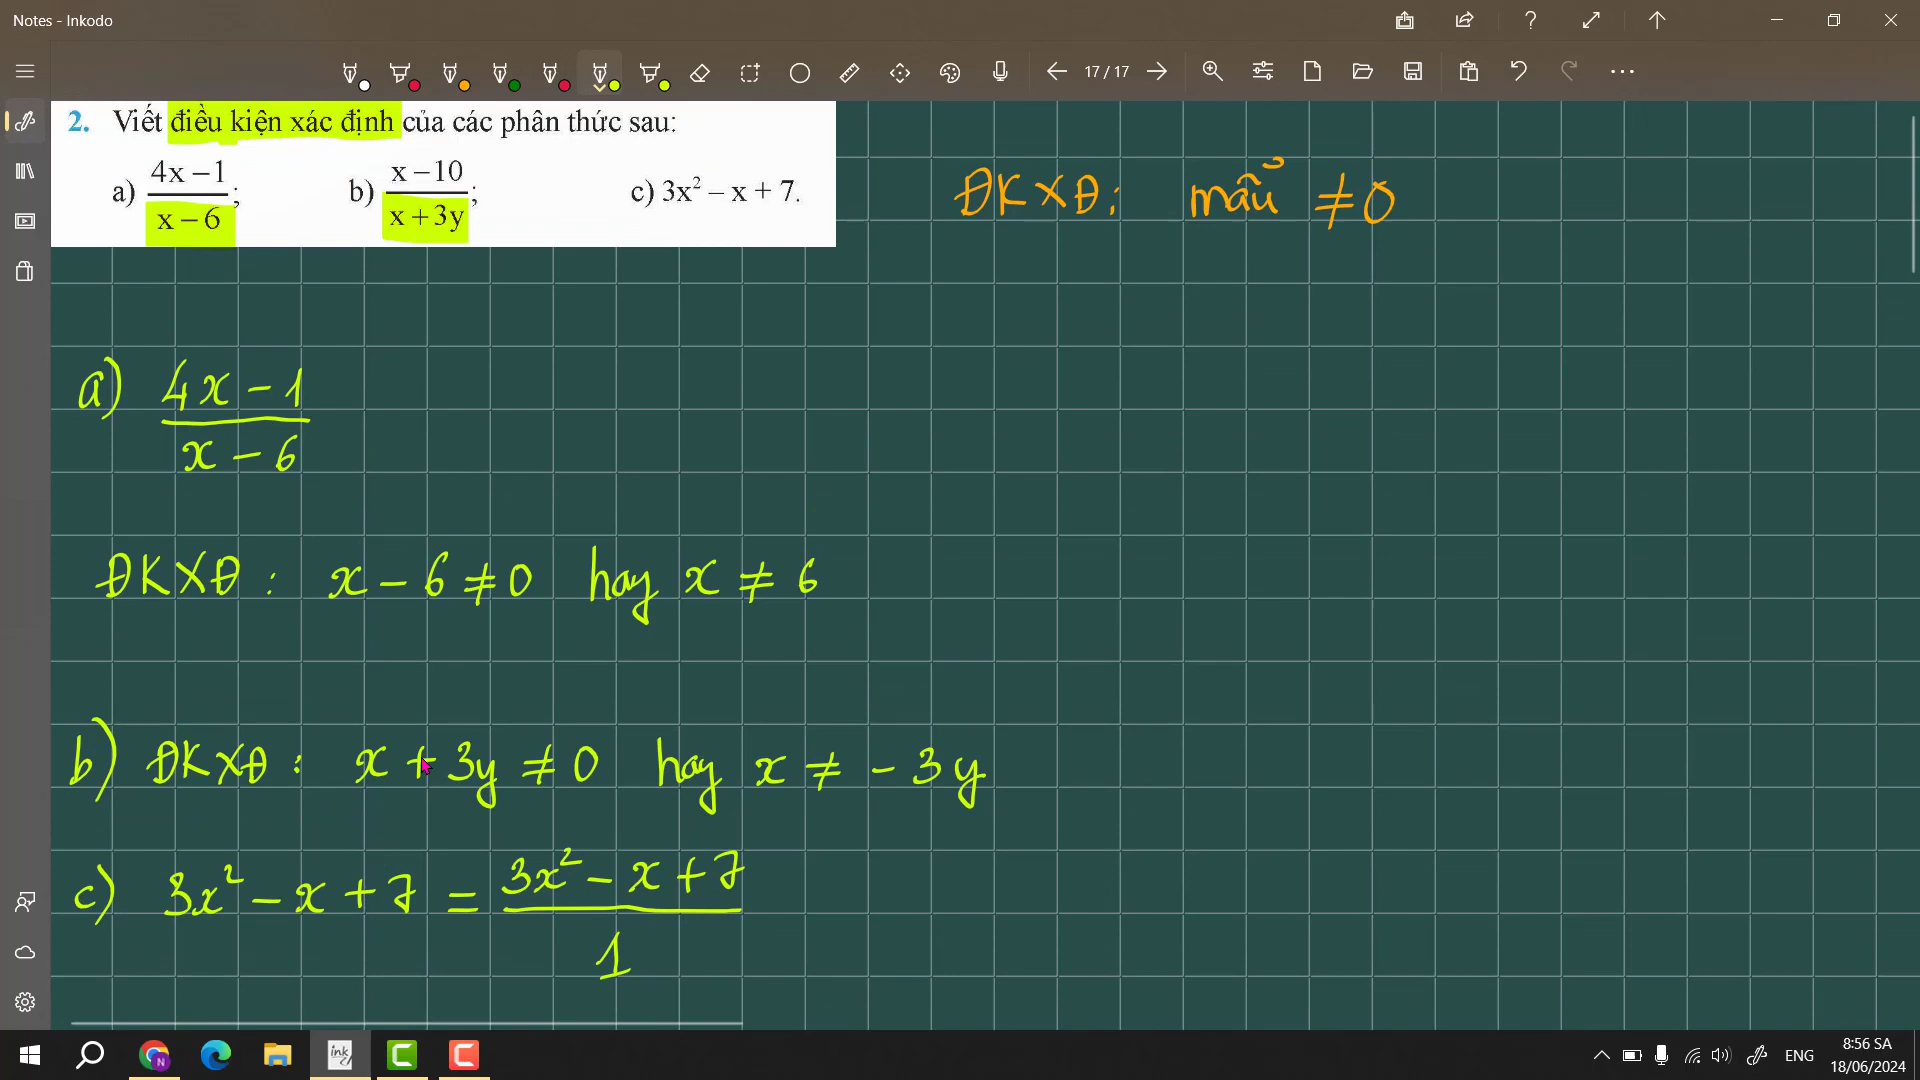 Notes - Inkodo
17 / 17
2. Viết điều kiện xác định của các phân thức sau:
a) (4x – 1)/(x – 6); b) (x – 10)/(x + 3y); c) 3x² – x + 7.
ĐKXĐ: mẫu ≠ 0
a) (4x – 1)/(x – 6)
ĐKXĐ : x – 6 ≠ 0 hay x ≠ 6
b) ĐKXĐ : x + 3y ≠ 0 hay x ≠ – 3y
c) 3x² – x + 7 = (3x² – x + 7)/1
ink
N
ENG
8:56 SA
18/06/2024